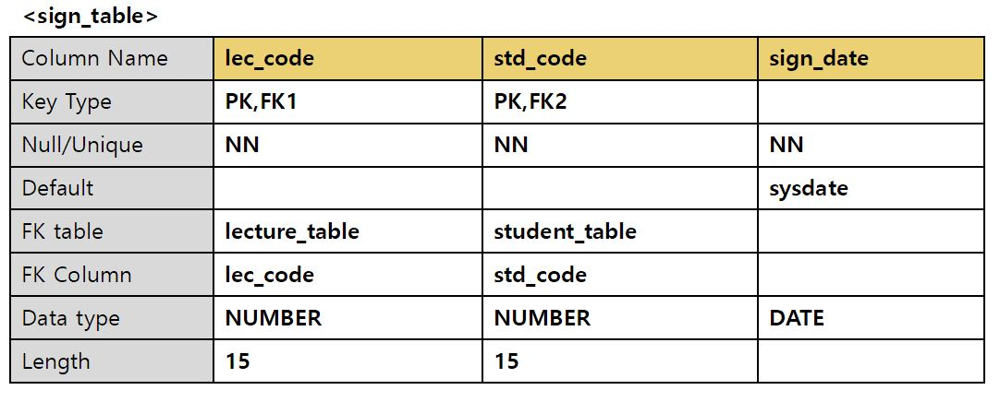 <sign_table>
Column Name lec_code std_code sign_date
Key Type PK,FK1 PK,FK2
Null/Unique NN NN NN
Default sysdate
FK table lecture_table student_table
FK Column lec_code std_code
Data type NUMBER NUMBER DATE
Length 15 15